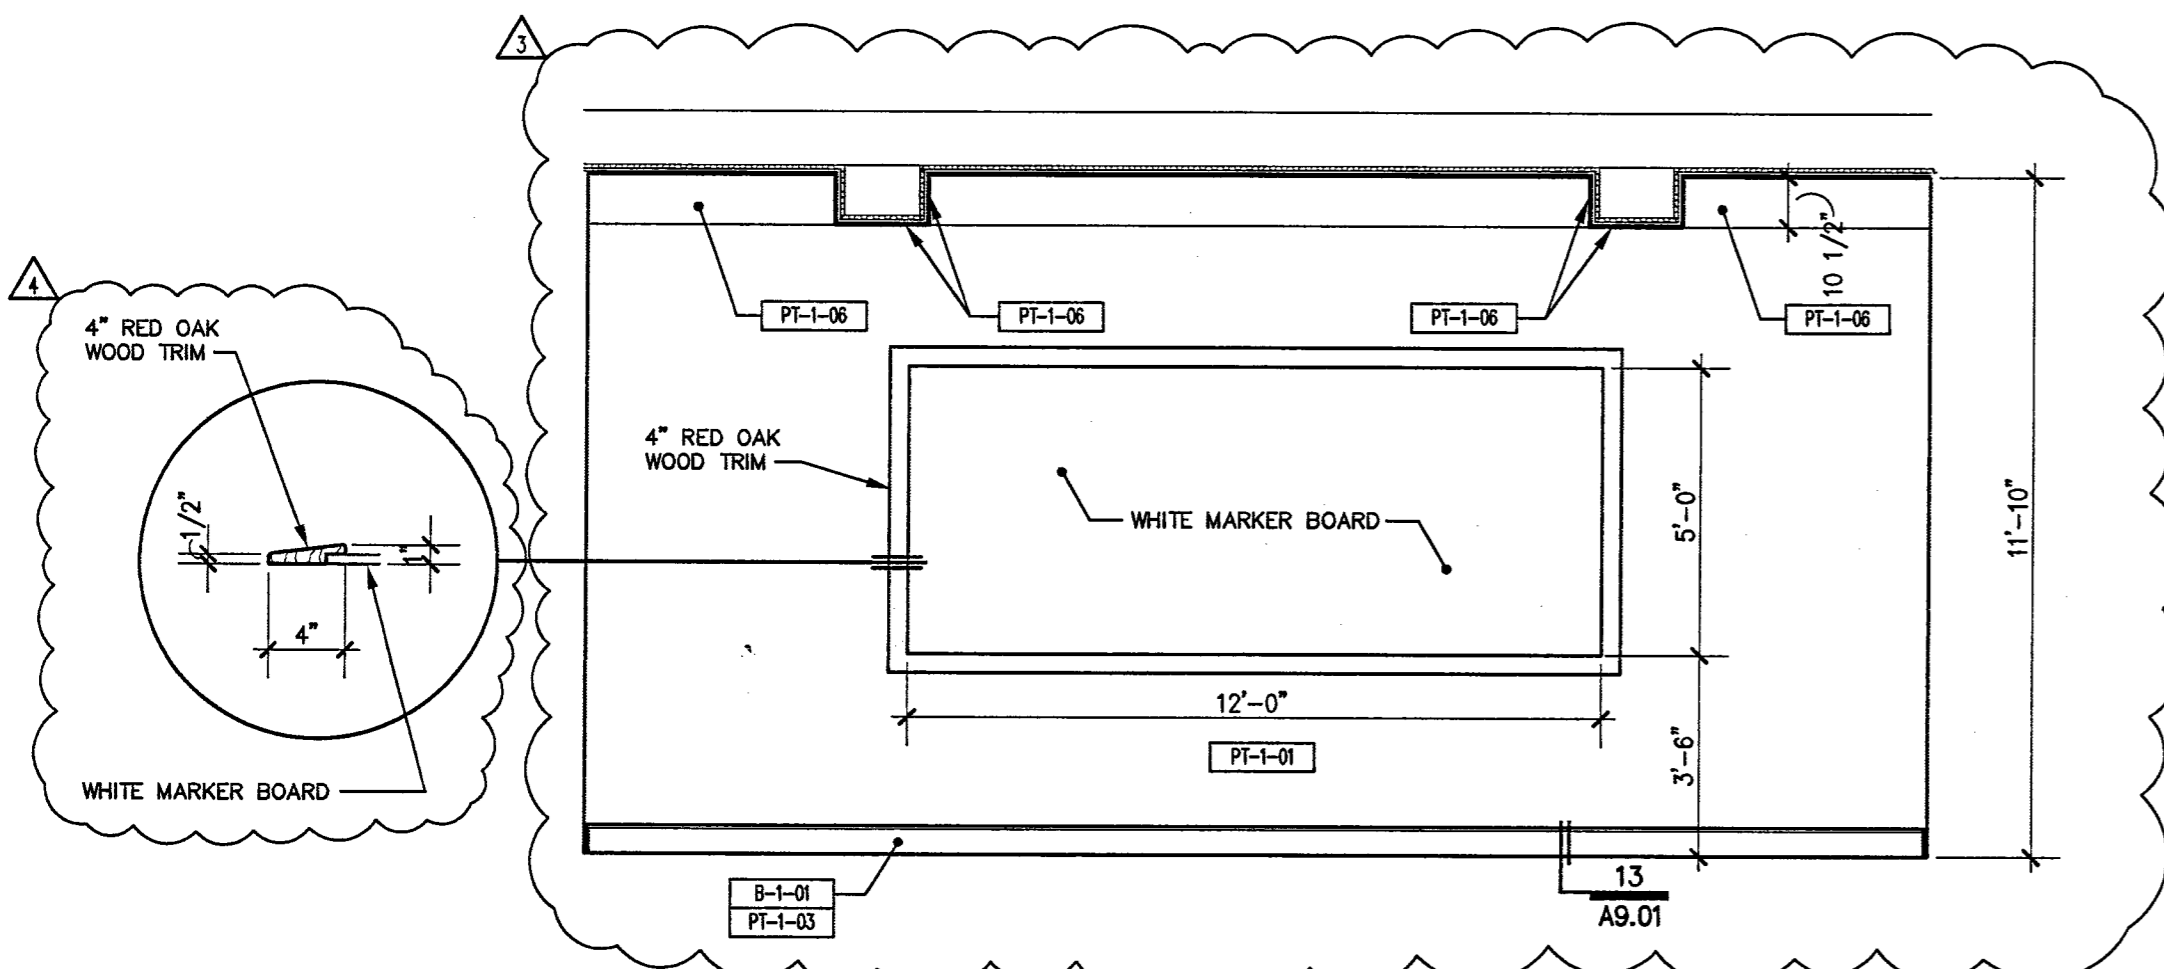 3
10 1/2"
PT-1-06
PT-1-06
PT-1-06
PT-1-06
4
4" RED OAK
WOOD TRIM
1/2"
1"
4"
WHITE MARKER BOARD
4" RED OAK
WOOD TRIM
WHITE MARKER BOARD
5'-0"
11'-10"
12'-0"
3'-6"
PT-1-01
B-1-01
PT-1-03
13
A9.01